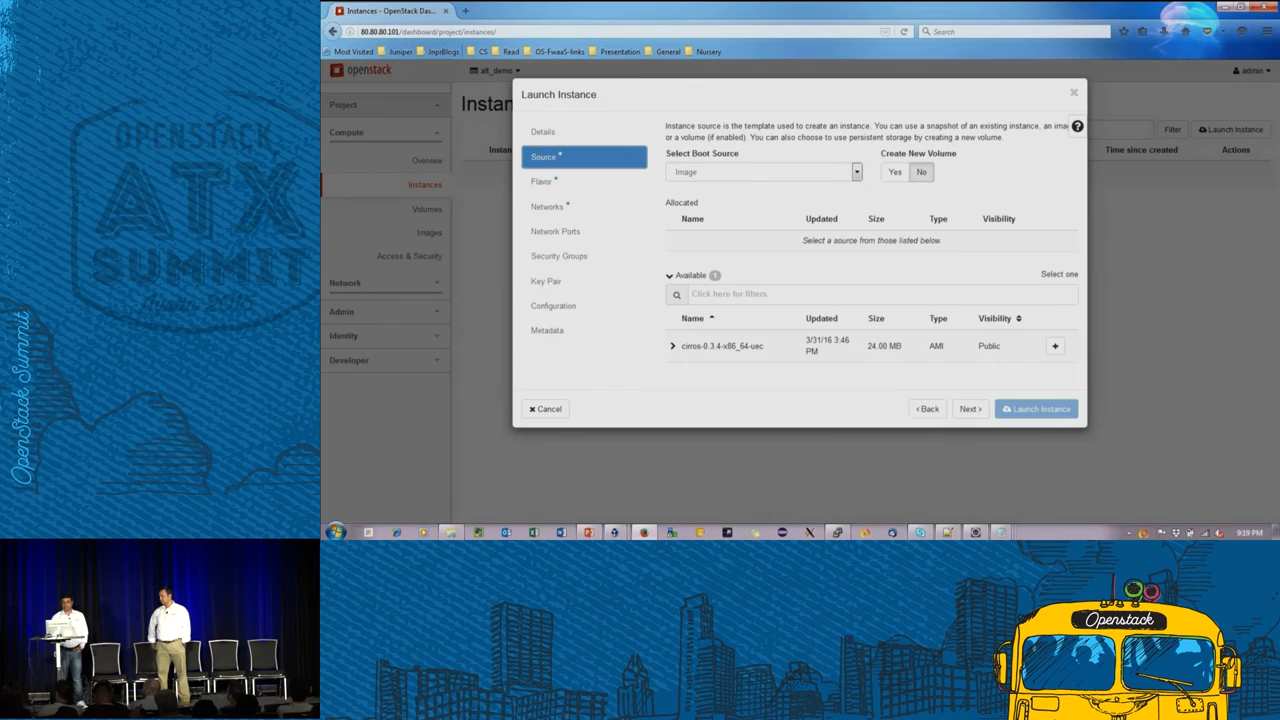 Instances - OpenStack Das...
80.80.80.101/dashboard/project/instances/
Search
Most Visited Juniper JnprBlogs CS Read OS-FwaaS-links Presentation General Nursery
openstack alt_demo admin
Project
Compute
Overview
Instances
Volumes
Images
Access & Security
Network
Admin
Identity
Developer
Instan
Filter
Launch Instance
Instan
Time since created
Actions
Launch Instance
Details
Source *
Flavor *
Networks *
Network Ports
Security Groups
Key Pair
Configuration
Metadata
Instance source is the template used to create an instance. You can use a snapshot of an existing instance, an ima
or a volume (if enabled). You can also choose to use persistent storage by creating a new volume.
?
Select Boot Source
Create New Volume
Image
Yes No
Allocated
Name Updated Size Type Visibility
Select a source from those listed below.
Available 1
Select one
Click here for filters.
Name Updated Size Type Visibility
cirros-0.3.4-x86_64-uec
3/31/16 3:46
PM
24.00 MB
AMI
Public
Cancel
< Back
Next >
Launch Instance
9:19 PM
OPENSTACK
ATX
SUMMIT
OpenStack Summit
Openstack